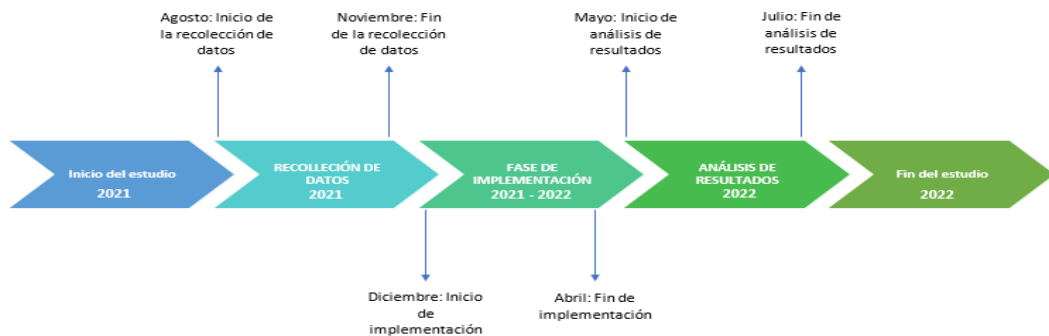 Agosto: Inicio de
la recolección de
datos
Noviembre: Fin
de la recolección
de datos
Mayo: Inicio de
análisis de
resultados
Julio: Fin de
análisis de
resultados
Inicio del estudio
2021
RECOLLECIÓN DE
DATOS
2021
FASE DE
IMPLEMENTACIÓN
2021 - 2022
ANÁLISIS DE
RESULTADOS
2022
Fin del estudio
2022
Diciembre: Inicio
de
implementación
Abril: Fin de
implementación